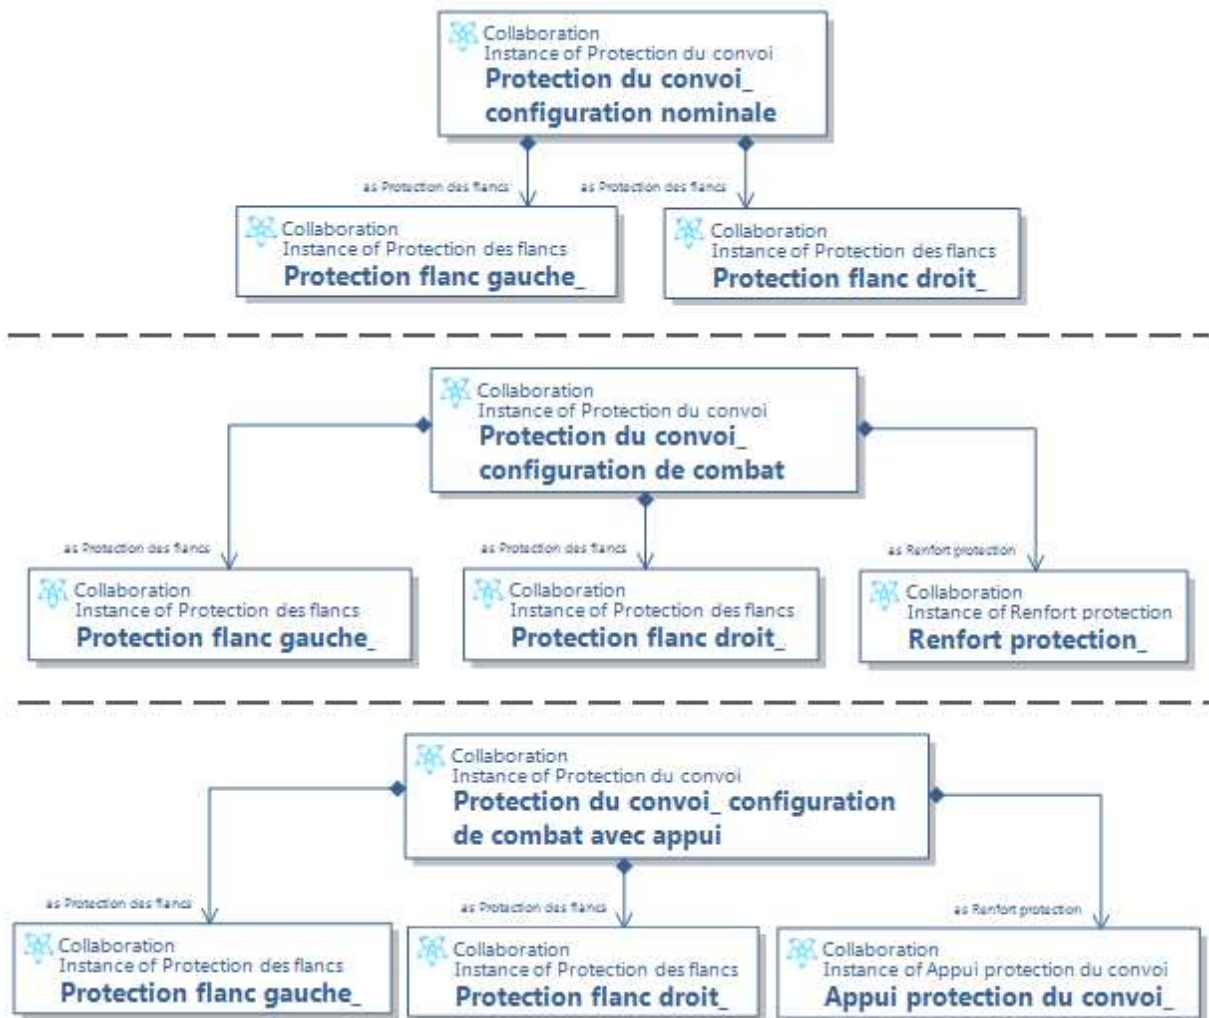 Collaboration
Instance of Protection du convoi
Protection du convoi_
configuration nominale
as Protection des flancs
as Protection des flancs
Collaboration
Instance of Protection des flancs
Protection flanc gauche_
Collaboration
Instance of Protection des flancs
Protection flanc droit_
Collaboration
Instance of Protection du convoi
Protection du convoi_
configuration de combat
as Protection des flancs
as Protection des flancs
as Renfort protection
Collaboration
Instance of Protection des flancs
Protection flanc gauche_
Collaboration
Instance of Protection des flancs
Protection flanc droit_
Collaboration
Instance of Renfort protection
Renfort protection_
Collaboration
Instance of Protection du convoi
Protection du convoi_ configuration
de combat avec appui
as Protection des flancs
as Protection des flancs
as Renfort protection
Collaboration
Instance of Protection des flancs
Protection flanc gauche_
Collaboration
Instance of Protection des flancs
Protection flanc droit_
Collaboration
Instance of Appui protection du convoi
Appui protection du convoi_